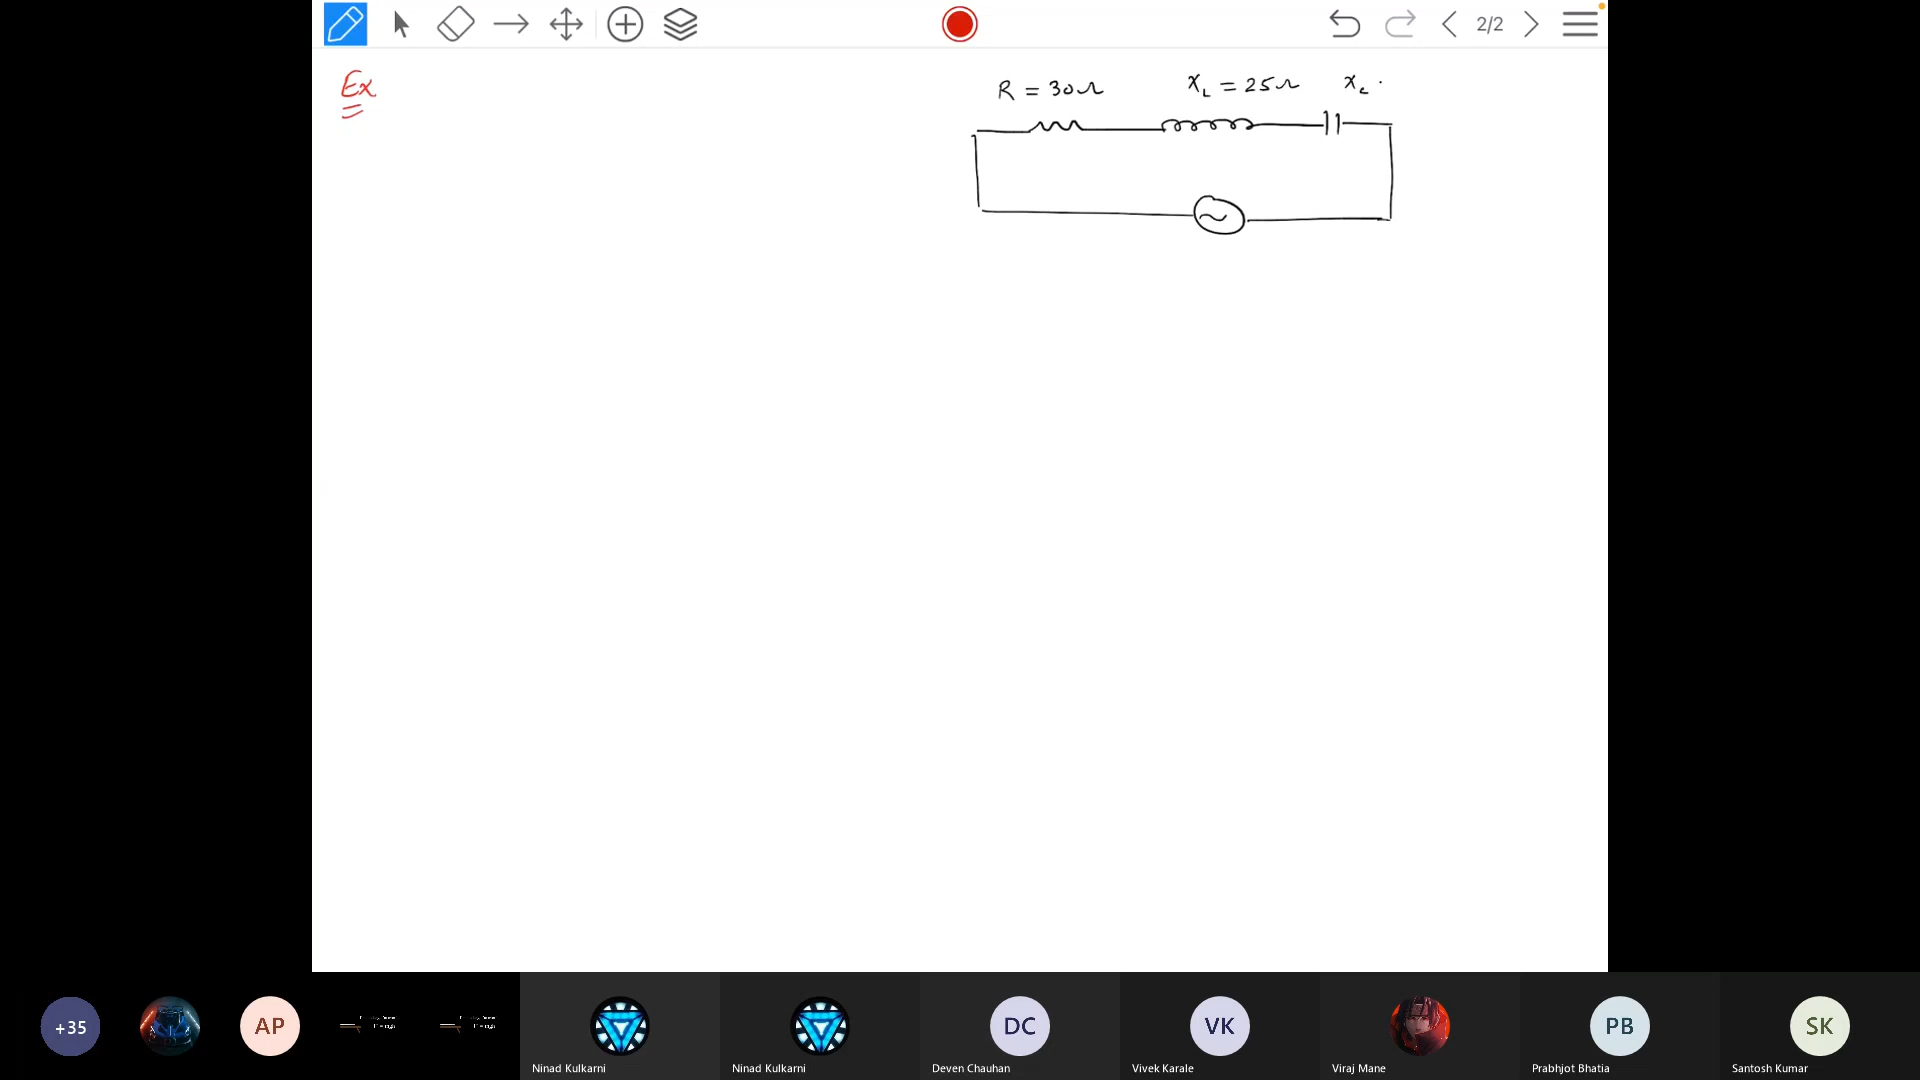 2/2
Ex
R = 30Ω X_L = 25Ω X_C
+35
AP
DC
VK
PB
SK
Ninad Kulkarni
Ninad Kulkarni
Deven Chauhan
Vivek Karale
Viraj Mane
Prabhjot Bhatia
Santosh Kumar